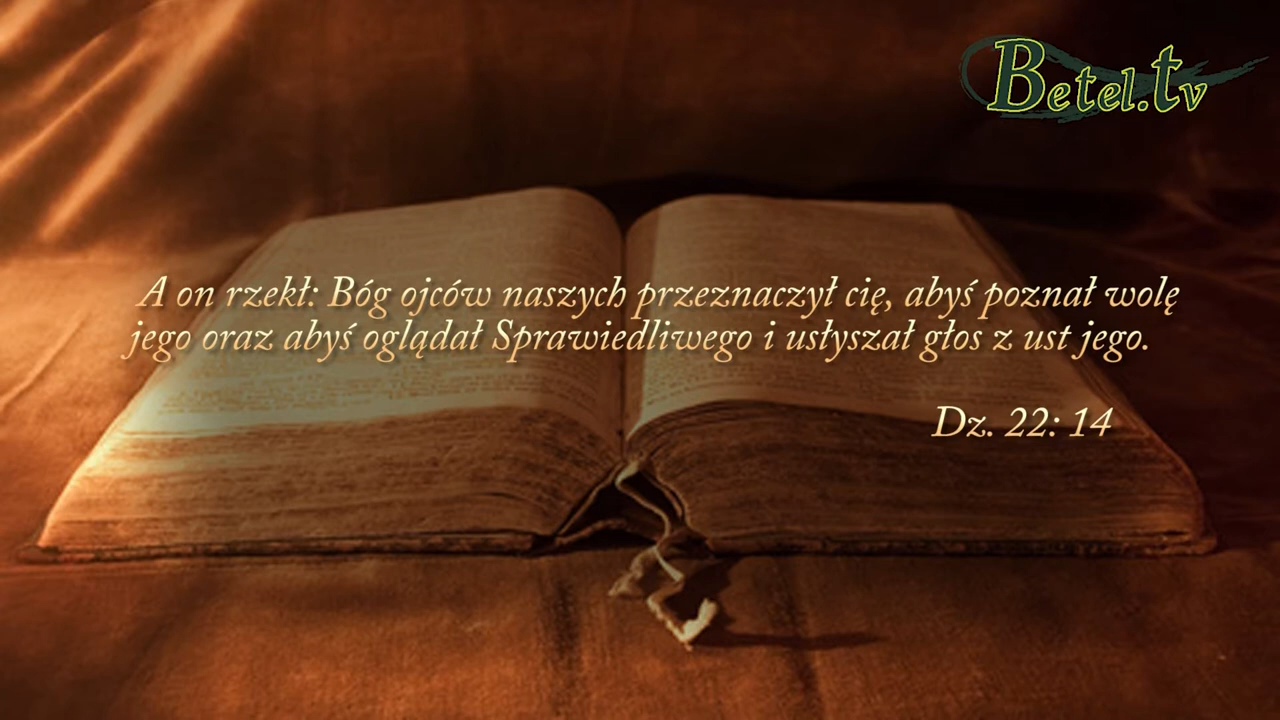 Betel.tv
A on rzekł: Bóg ojców naszych przeznaczył cię, abyś poznał wolę
jego oraz abyś oglądał Sprawiedliwego i usłyszał głos z ust jego.
Dz. 22: 14